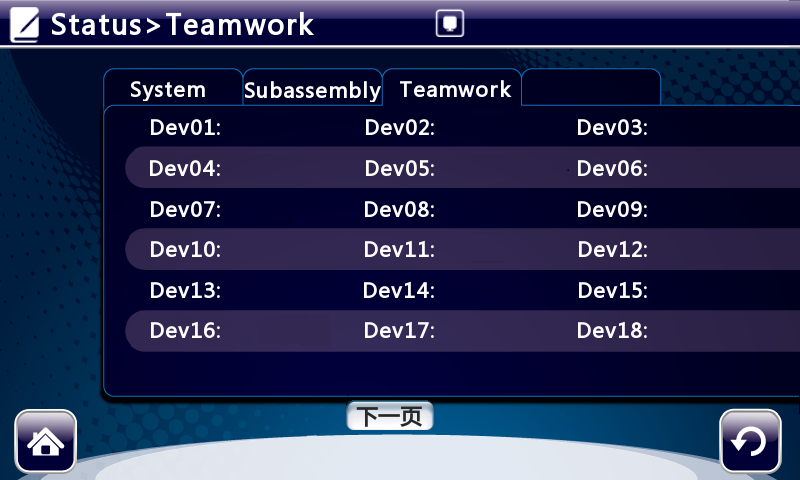 Status>Teamwork
System Subassembly Teamwork
Dev01: Dev02: Dev03:
Dev04: Dev05: Dev06:
Dev07: Dev08: Dev09:
Dev10: Dev11: Dev12:
Dev13: Dev14: Dev15:
Dev16: Dev17: Dev18:
下一页